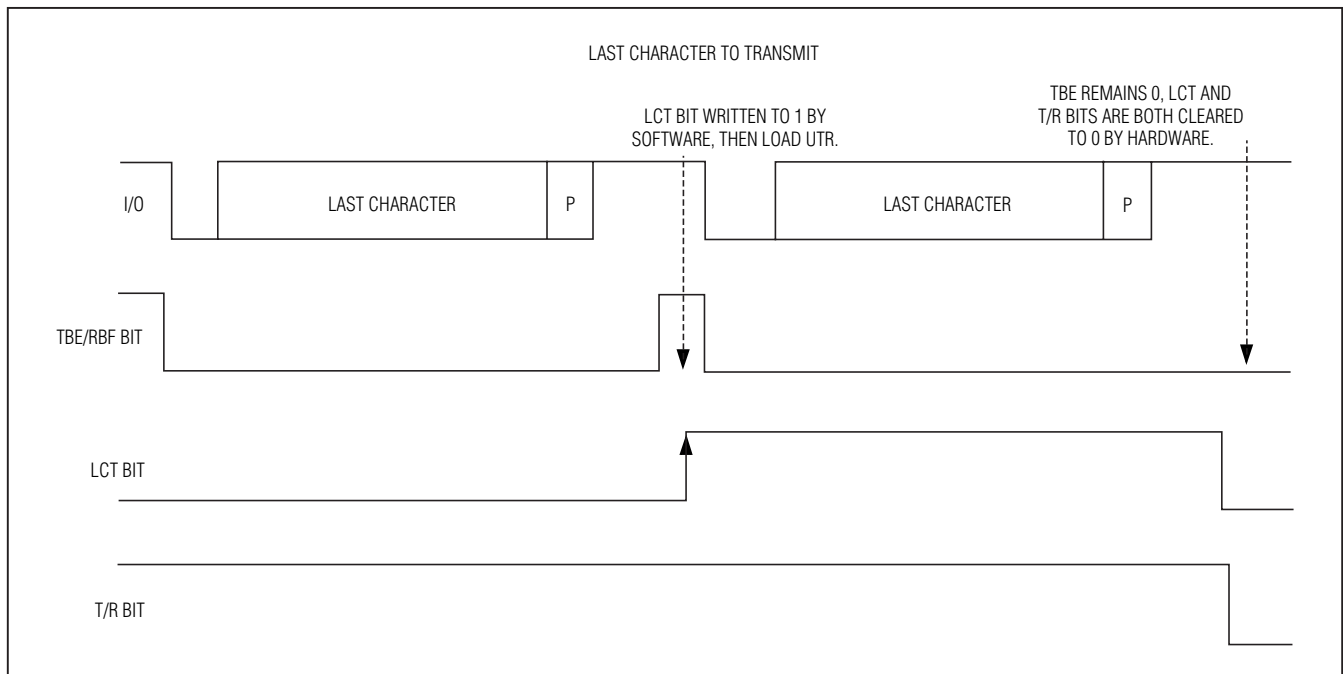 LAST CHARACTER TO TRANSMIT
LCT BIT WRITTEN TO 1 BY
SOFTWARE, THEN LOAD UTR.
TBE REMAINS 0, LCT AND
T/R BITS ARE BOTH CLEARED
TO 0 BY HARDWARE.
I/O
LAST CHARACTER
P
LAST CHARACTER
P
TBE/RBF BIT
LCT BIT
T/R BIT